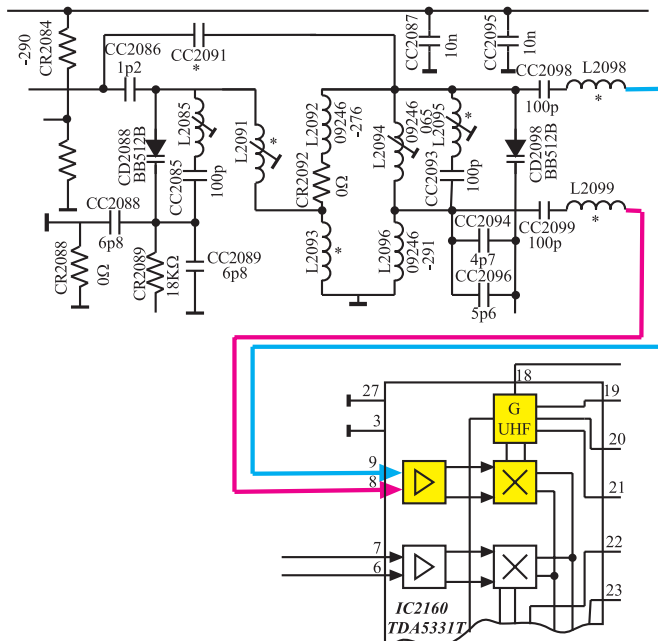 -290
CR2084
CC2086
1p2
CC2091
*
CC2087
10n
CC2095
10n
CC2098
100p
L2098
*
CD2088
BB512B
L2085
CC2085
100p
L2091
*
L2092
09246
-276
CR2092
0Ω
L2094
09246
065
L2095
*
CC2093
100p
CD2098
BB512B
L2099
*
CC2099
100p
CC2088
6p8
CR2088
0Ω
CR2089
18KΩ
CC2089
6p8
L2093
*
L2096
09246
-291
CC2094
4p7
CC2096
5p6
18
27
3
G
UHF
19
20
9
8
21
7
6
22
23
IC2160
TDA5331T